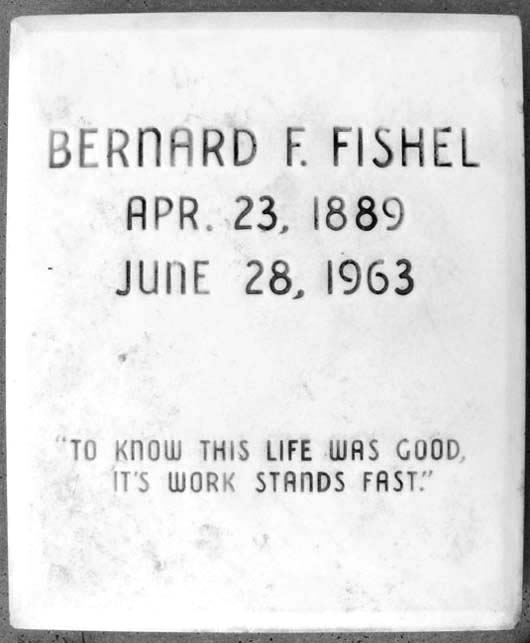 BERNARD F. FISHEL
APR. 23, 1889
JUNE 28, 1963
"TO KNOW THIS LIFE WAS GOOD,
IT'S WORK STANDS FAST."